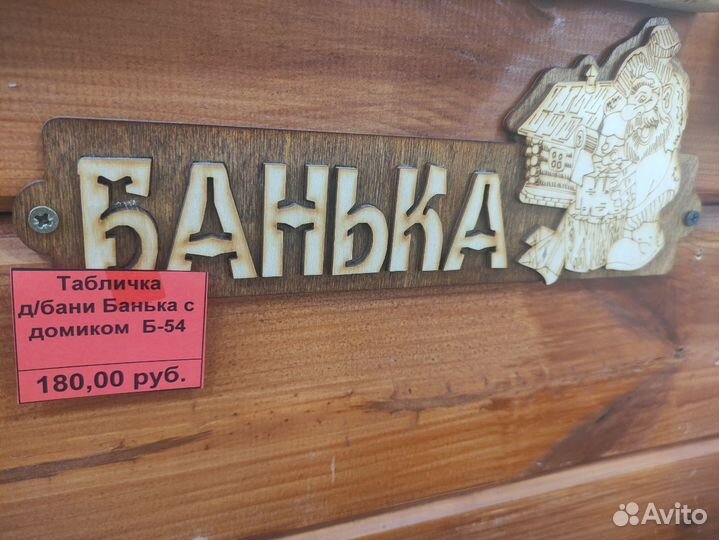 БАНЬКА
Табличка
д/бани Банька с
домиком Б-54
180,00 руб.
Avito